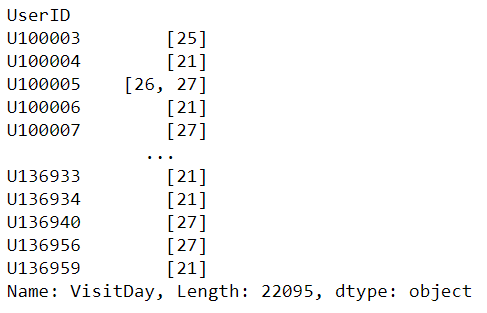 UserID
U100003 [25]
U100004 [21]
U100005 [26, 27]
U100006 [21]
U100007 [27]
...
U136933 [21]
U136934 [21]
U136940 [27]
U136956 [27]
U136959 [21]
Name: VisitDay, Length: 22095, dtype: object